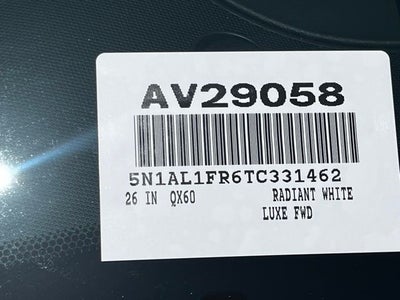 AV29058
5N1AL1FR6TC331462
26 IN QX60 RADIANT WHITE
LUXE FWD